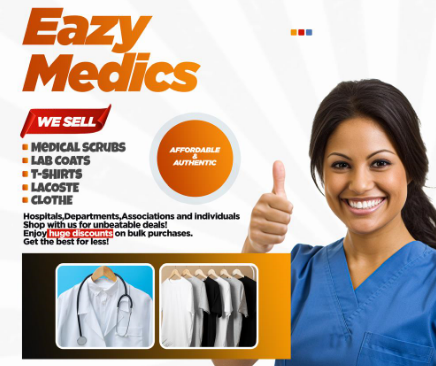 Eazy
Medics
WE SELL
MEDICAL SCRUBS
LAB COATS
T-SHIRTS
LACOSTE
CLOTHE
AFFORDABLE
&
AUTHENTIC
Hospitals,Departments,Associations and individuals
Shop with us for unbeatable deals!
Enjoy huge discounts on bulk purchases.
Get the best for less!